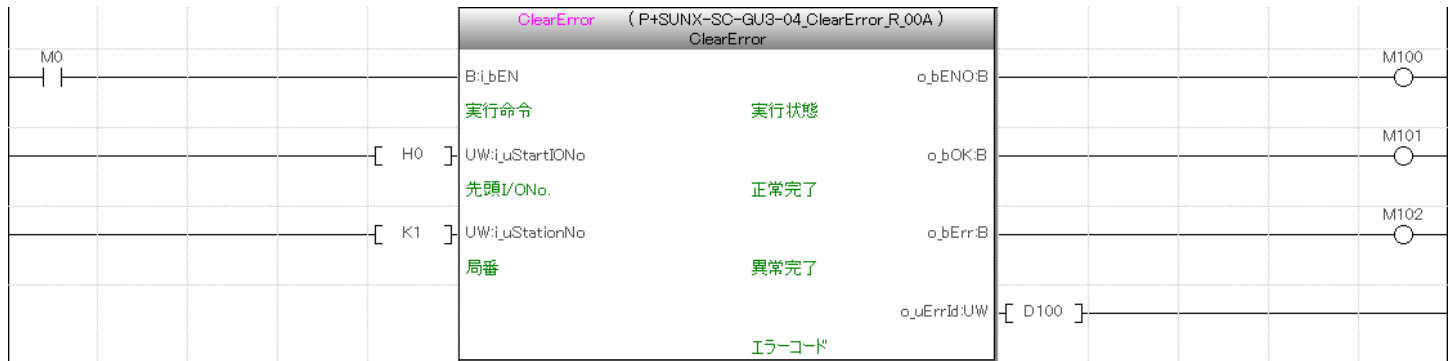 ClearError (P+SUNX-SC-GU3-04_ClearError_R_00A)
ClearError
M0
B:i_bEN
o_bENO:B
M100
実行命令
実行状態
H0
UW:i_uStartIONo
o_bOK:B
M101
先頭I/ONo.
正常完了
K1
UW:i_uStationNo
o_bErr:B
M102
局番
異常完了
o_uErrId:UW
D100
エラーコード